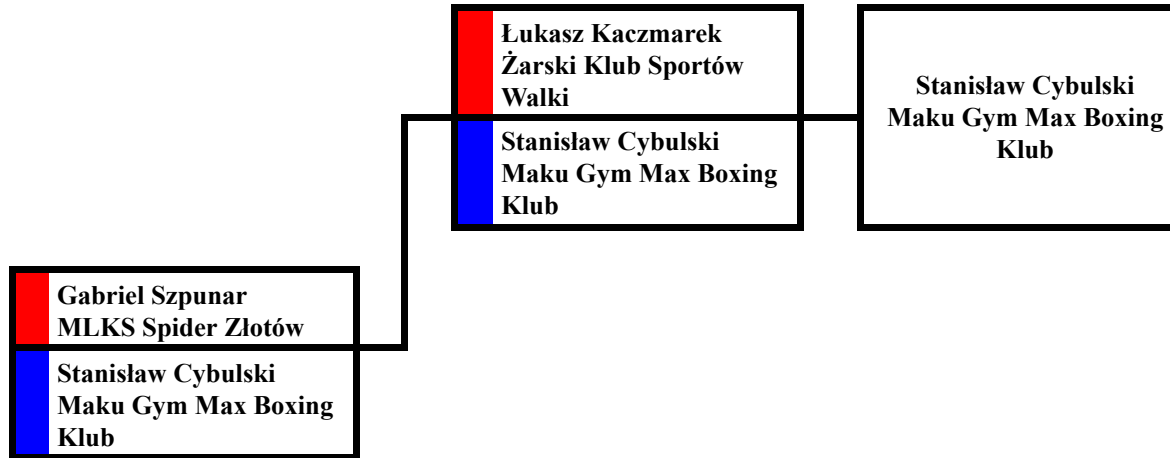 Łukasz Kaczmarek
Żarski Klub Sportów
Walki
Stanisław Cybulski
Maku Gym Max Boxing
Klub
Stanisław Cybulski
Maku Gym Max Boxing
Klub
Gabriel Szpunar
MLKS Spider Złotów
Stanisław Cybulski
Maku Gym Max Boxing
Klub